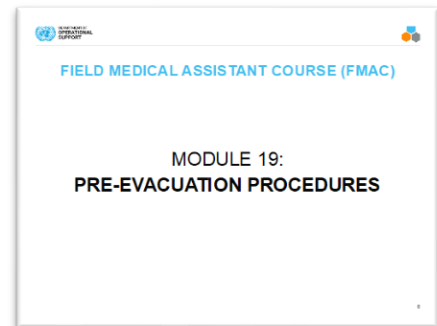 DEPARTMENT OF
OPERATIONAL
SUPPORT
FIELD MEDICAL ASSISTANT COURSE (FMAC)
MODULE 19:
PRE-EVACUATION PROCEDURES